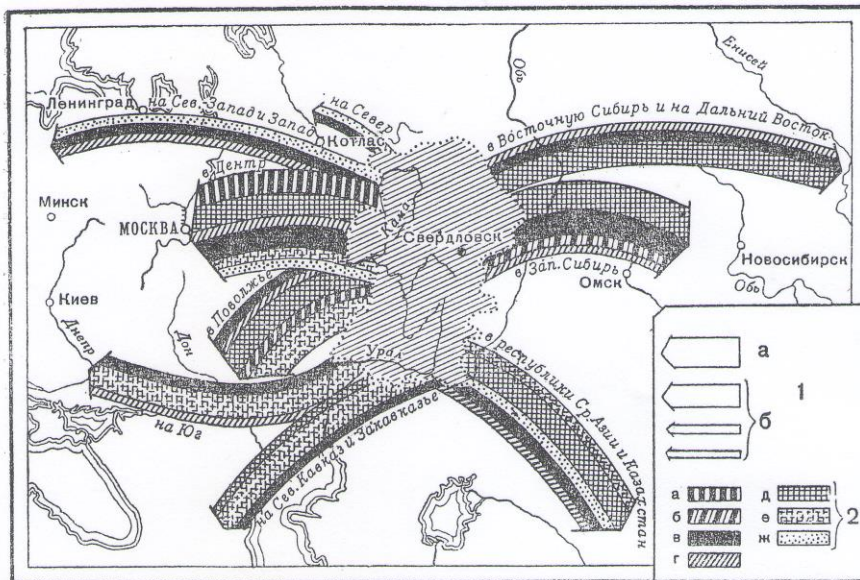 Енисей
Обь
Ленинград
на Сев. Запад и Запад
на Север
Котлас
в Восточную Сибирь и на Дальний Восток
в Центр
Минск
Москва
Кама
Свердловск
в Зап. Сибирь
Омск
Новосибирск
Обь
Киев
Днепр
Дон
в Поволжье
Урал
на Юг
на Сев. Кавказ и Закавказье
в республики Ср. Азии и Казахстан
а
1
б
а д
б е 2
в ж
г